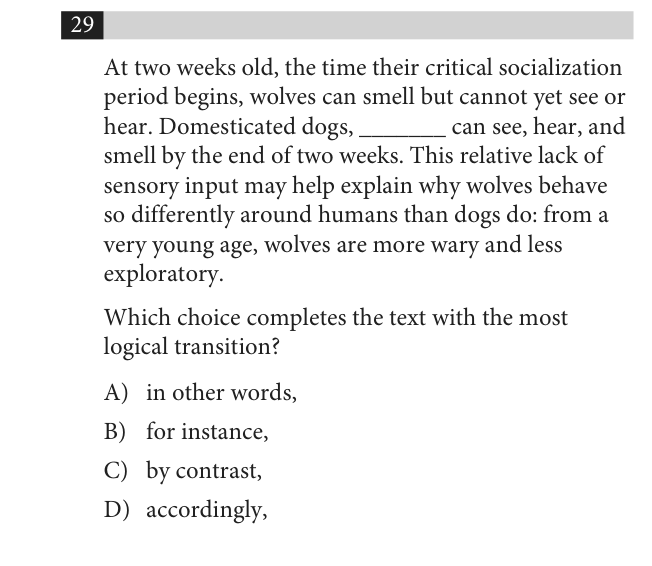 29
At two weeks old, the time their critical socialization
period begins, wolves can smell but cannot yet see or
hear. Domesticated dogs, _______ can see, hear, and
smell by the end of two weeks. This relative lack of
sensory input may help explain why wolves behave
so differently around humans than dogs do: from a
very young age, wolves are more wary and less
exploratory.
Which choice completes the text with the most
logical transition?
A) in other words,
B) for instance,
C) by contrast,
D) accordingly,